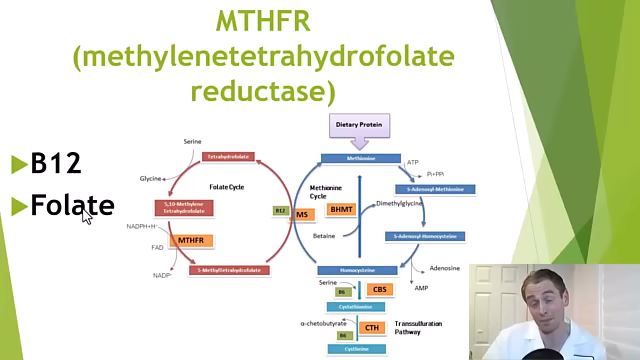 MTHFR
(methylenetetrahydrofolate
reductase)
B12
Folate
Dietary Protein
Serine
Tetrahydrofolate
Methionine
ATP
Pi+PPi
Glycine
Folate Cycle
Methionine
Cycle
S-Adenosyl-Methionine
5,10-Methylene
Tetrahydrofolate
B12
MS
BHMT
Dimethylglycine
NADPH+H+
MTHFR
FAD
Betaine
S-Adenosyl-Homocysteine
NADP+
5-Methyltetrahydrofolate
Homocysteine
Adenosine
AMP
Serine
B6
CBS
Cystathionine
α-chetobutyrate
CTH
Transsulfuration
Pathway
B6
Cystheine